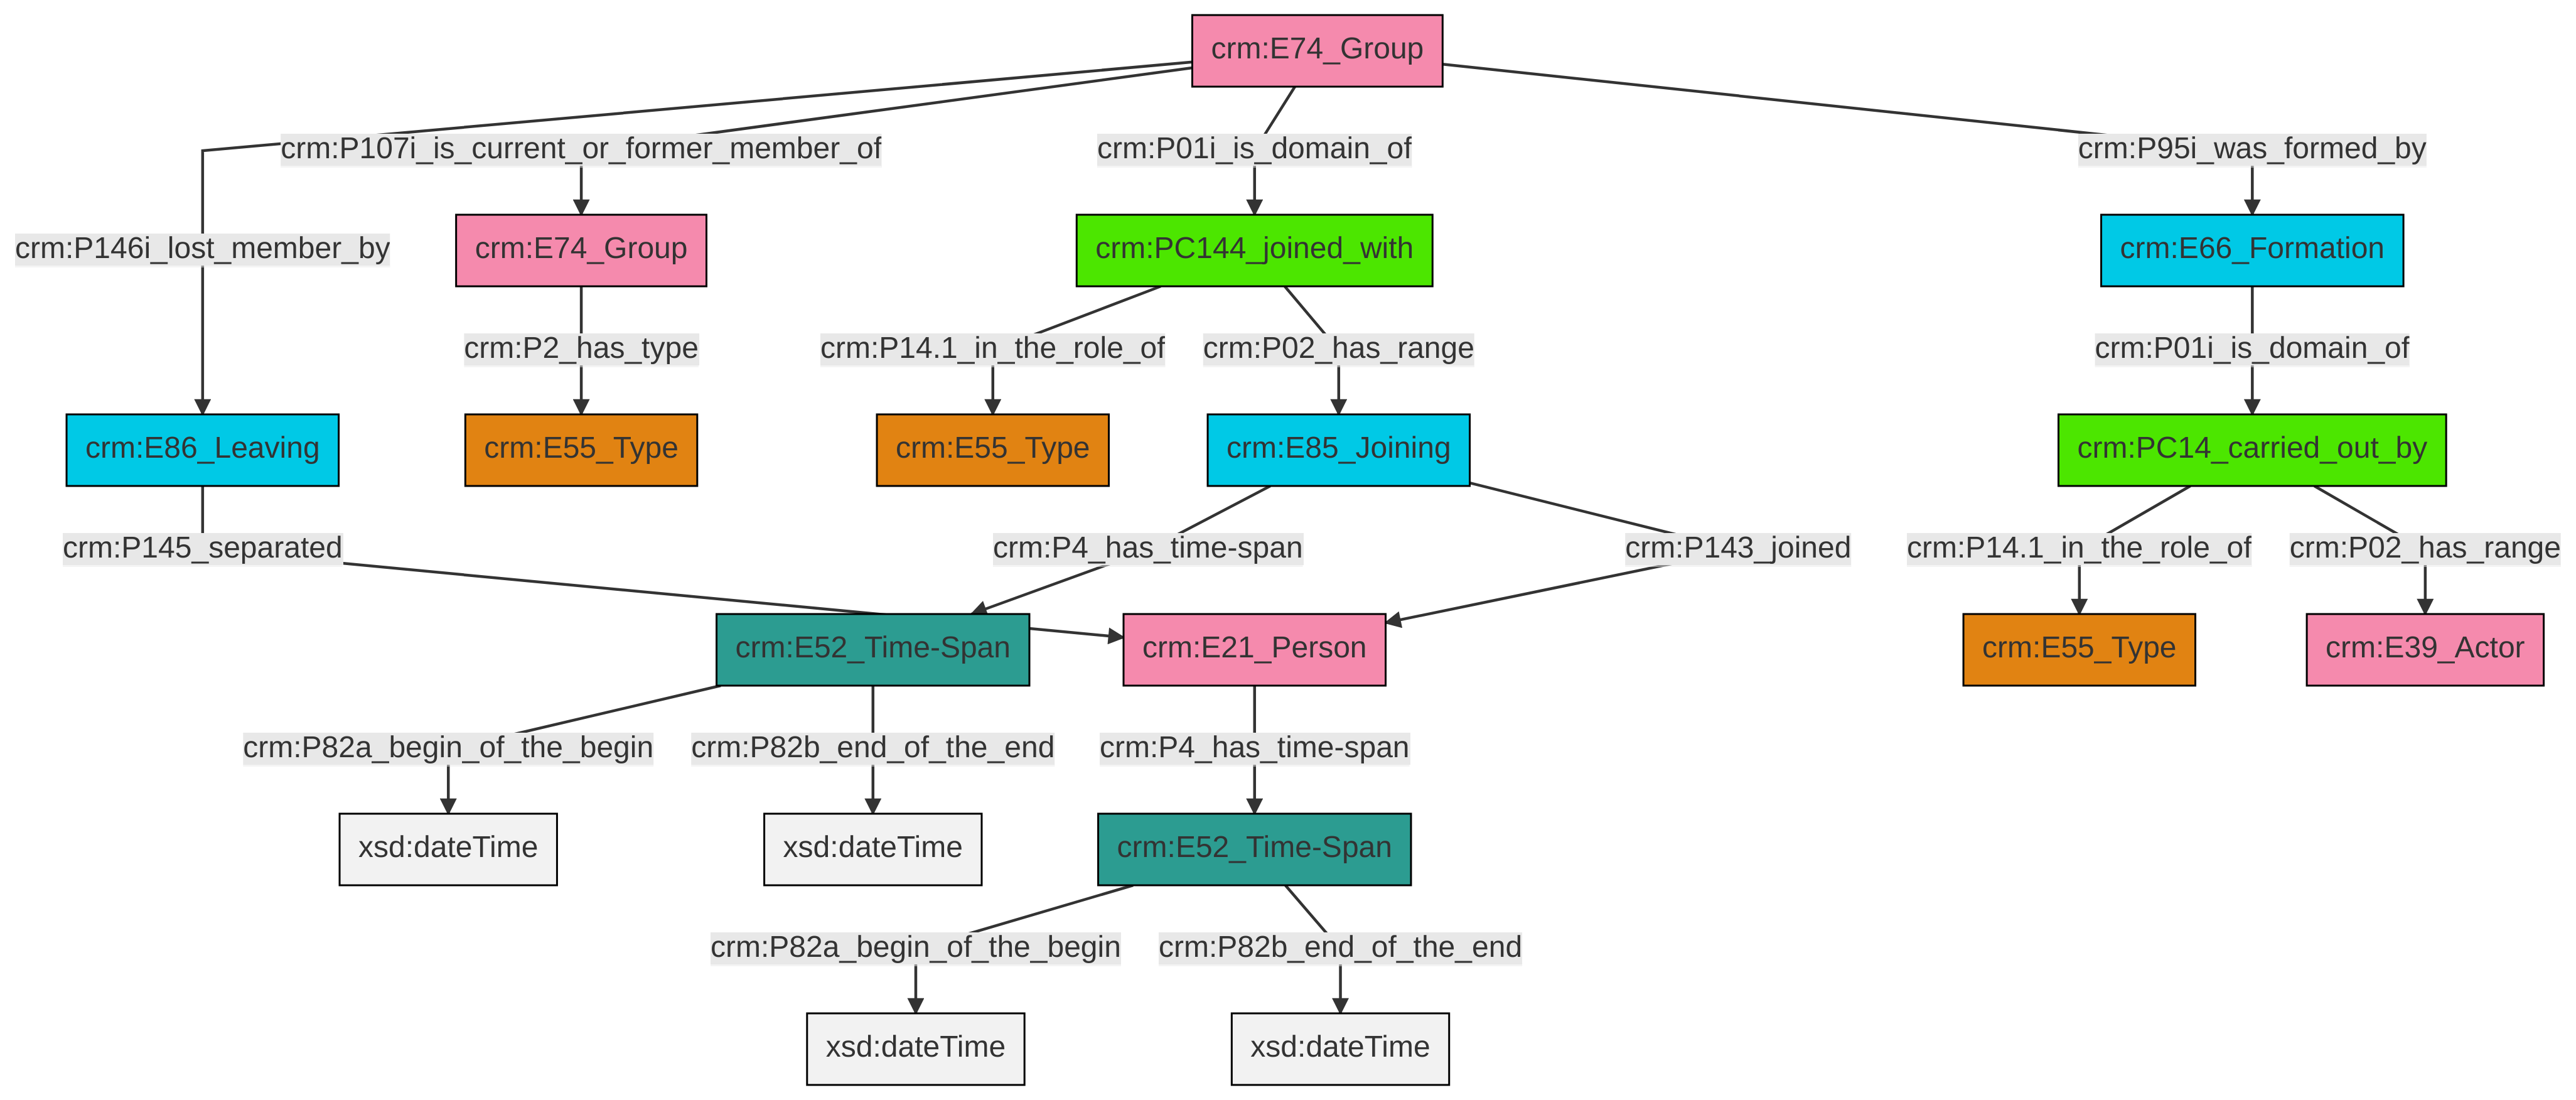 crm:E74_Group
crm:P107i_is_current_or_former_member_of
crm:P01i_is_domain_of
crm:P95i_was_formed_by
crm:P146i_lost_member_by
crm:E74_Group
crm:PC144_joined_with
crm:E66_Formation
crm:P2_has_type
crm:P14.1_in_the_role_of
crm:P02_has_range
crm:P01i_is_domain_of
crm:E86_Leaving
crm:E55_Type
crm:E55_Type
crm:E85_Joining
crm:PC14_carried_out_by
crm:P145_separated
crm:P4_has_time-span
crm:P143_joined
crm:P14.1_in_the_role_of
crm:P02_has_range
crm:E52_Time-Span
crm:E21_Person
crm:E55_Type
crm:E39_Actor
crm:P82a_begin_of_the_begin
crm:P82b_end_of_the_end
crm:P4_has_time-span
xsd:dateTime
xsd:dateTime
crm:E52_Time-Span
crm:P82a_begin_of_the_begin
crm:P82b_end_of_the_end
xsd:dateTime
xsd:dateTime